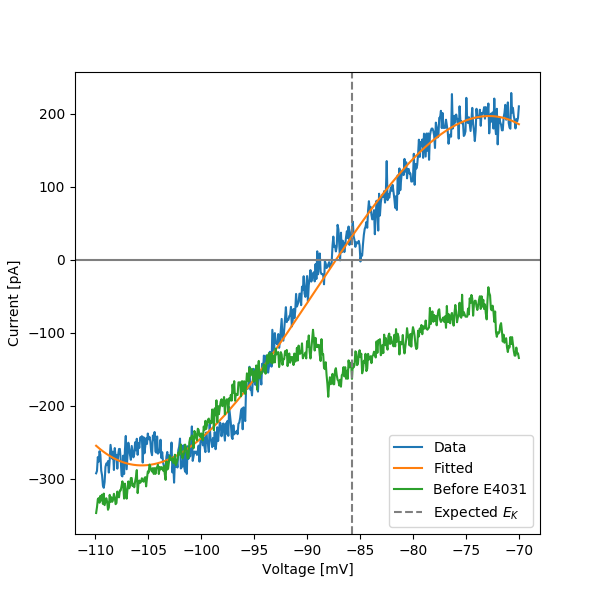 200
100
0
−100
−200
−300
Current [pA]
Data
Fitted
Before E4031
Expected E_K
−110 −105 −100 −95 −90 −85 −80 −75 −70
Voltage [mV]